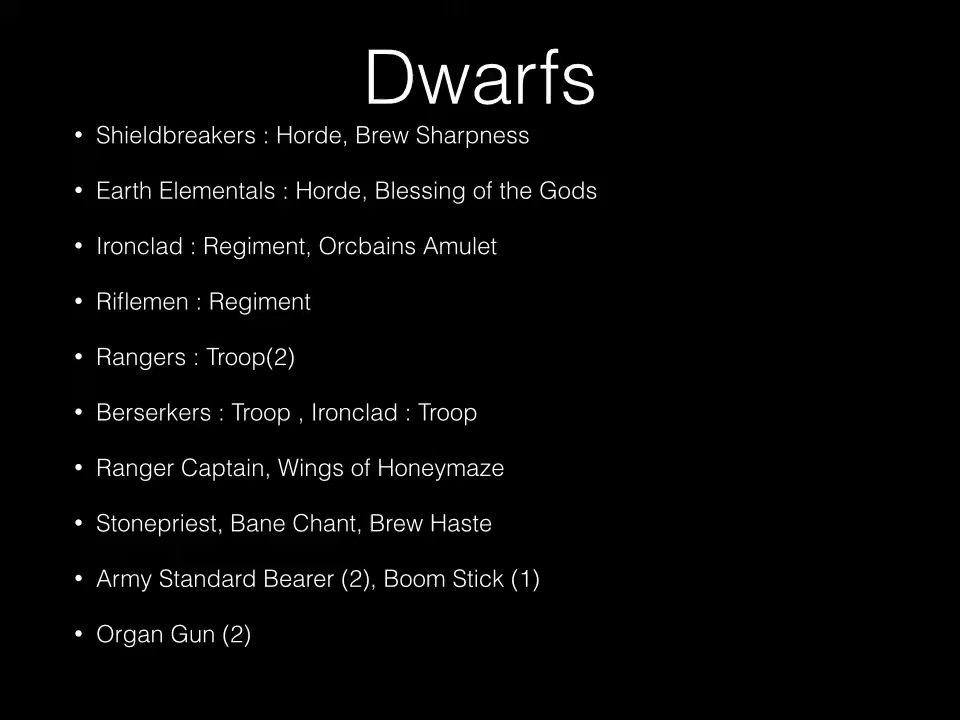 Dwarfs
• Shieldbreakers : Horde, Brew Sharpness
• Earth Elementals : Horde, Blessing of the Gods
• Ironclad : Regiment, Orcbains Amulet
• Riflemen : Regiment
• Rangers : Troop(2)
• Berserkers : Troop , Ironclad : Troop
• Ranger Captain, Wings of Honeymaze
• Stonepriest, Bane Chant, Brew Haste
• Army Standard Bearer (2), Boom Stick (1)
• Organ Gun (2)